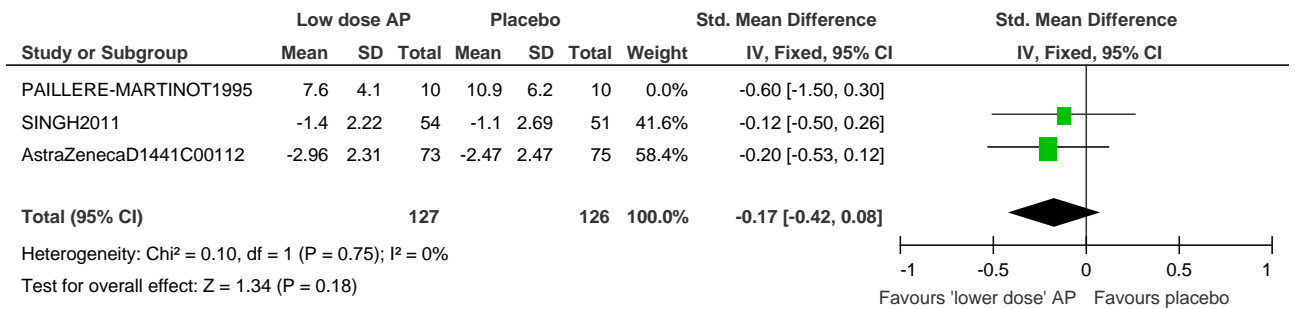 Low dose AP Placebo Std. Mean Difference Std. Mean Difference
Study or Subgroup Mean SD Total Mean SD Total Weight IV, Fixed, 95% CI IV, Fixed, 95% CI
PAILLERE-MARTINOT1995 7.6 4.1 10 10.9 6.2 10 0.0% -0.60 [-1.50, 0.30]
SINGH2011 -1.4 2.22 54 -1.1 2.69 51 41.6% -0.12 [-0.50, 0.26]
AstraZenecaD1441C00112 -2.96 2.31 73 -2.47 2.47 75 58.4% -0.20 [-0.53, 0.12]
Total (95% CI) 127 126 100.0% -0.17 [-0.42, 0.08]
Heterogeneity: Chi² = 0.10, df = 1 (P = 0.75); I² = 0%
Test for overall effect: Z = 1.34 (P = 0.18)
-1 -0.5 0 0.5 1
Favours 'lower dose' AP Favours placebo